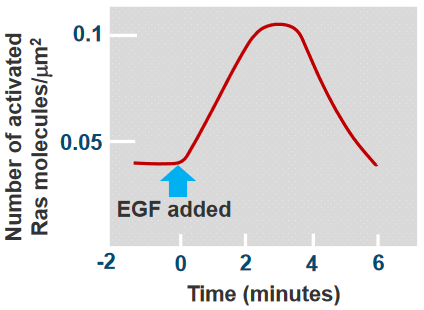 Number of activated
Ras molecules/μm²
0.1
0.05
EGF added
-2 0 2 4 6
Time (minutes)